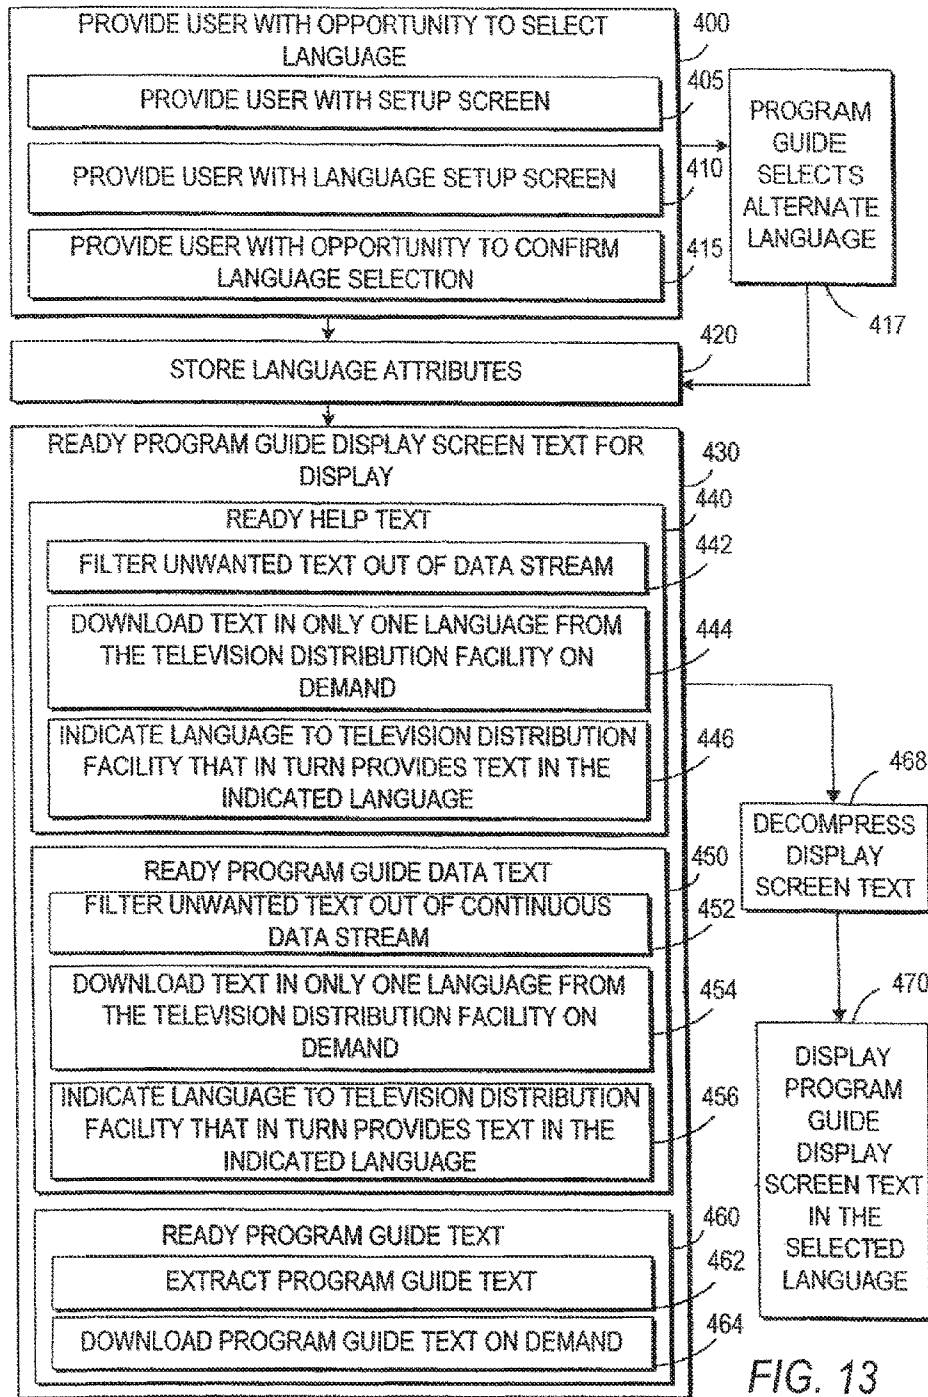 PROVIDE USER WITH OPPORTUNITY TO SELECT
LANGUAGE
400
PROVIDE USER WITH SETUP SCREEN
405
PROVIDE USER WITH LANGUAGE SETUP SCREEN
410
PROVIDE USER WITH OPPORTUNITY TO CONFIRM
LANGUAGE SELECTION
415
PROGRAM
GUIDE
SELECTS
ALTERNATE
LANGUAGE
417
STORE LANGUAGE ATTRIBUTES
420
READY PROGRAM GUIDE DISPLAY SCREEN TEXT FOR
DISPLAY
430
READY HELP TEXT
440
FILTER UNWANTED TEXT OUT OF DATA STREAM
442
DOWNLOAD TEXT IN ONLY ONE LANGUAGE FROM
THE TELEVISION DISTRIBUTION FACILITY ON
DEMAND
444
INDICATE LANGUAGE TO TELEVISION DISTRIBUTION
FACILITY THAT IN TURN PROVIDES TEXT IN THE
INDICATED LANGUAGE
446
READY PROGRAM GUIDE DATA TEXT
450
FILTER UNWANTED TEXT OUT OF CONTINUOUS
DATA STREAM
452
DOWNLOAD TEXT IN ONLY ONE LANGUAGE FROM
THE TELEVISION DISTRIBUTION FACILITY ON
DEMAND
454
INDICATE LANGUAGE TO TELEVISION DISTRIBUTION
FACILITY THAT IN TURN PROVIDES TEXT IN THE
INDICATED LANGUAGE
456
READY PROGRAM GUIDE TEXT
460
EXTRACT PROGRAM GUIDE TEXT
462
DOWNLOAD PROGRAM GUIDE TEXT ON DEMAND
464
468
DECOMPRESS
DISPLAY
SCREEN TEXT
470
DISPLAY
PROGRAM
GUIDE
DISPLAY
SCREEN TEXT
IN THE
SELECTED
LANGUAGE
FIG. 13